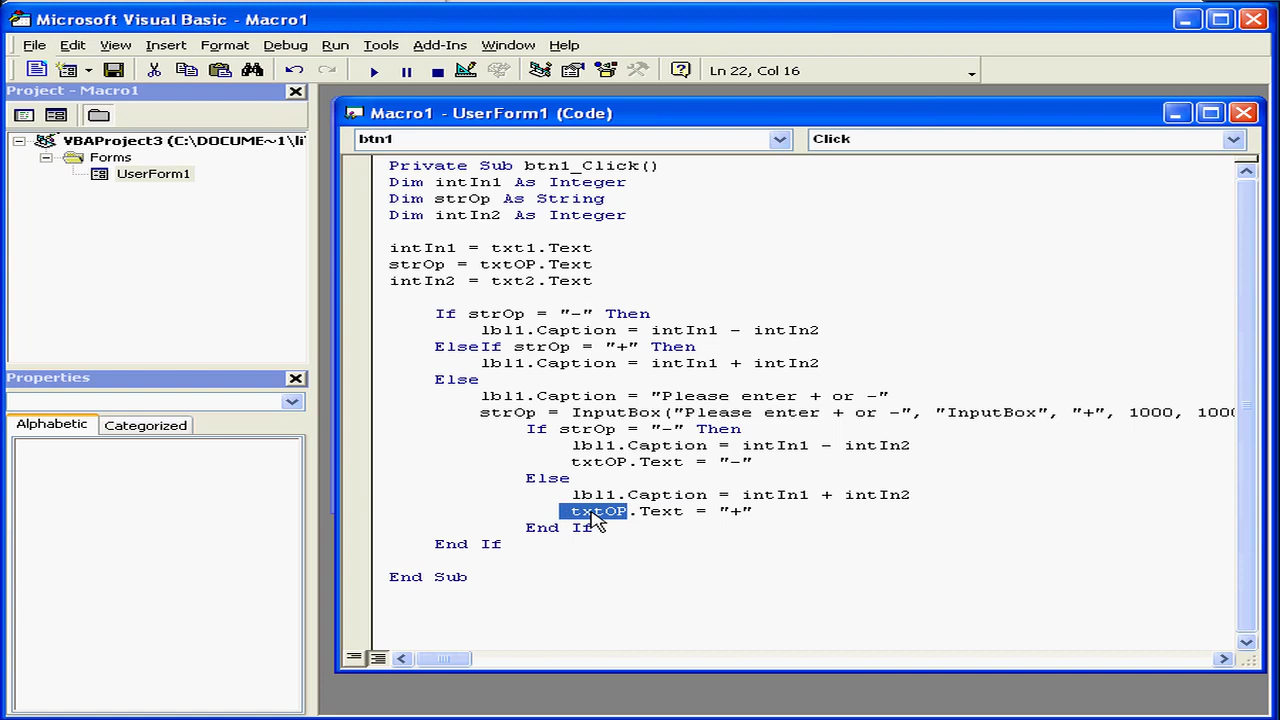 Microsoft Visual Basic - Macro1
File Edit View Insert Format Debug Run Tools Add-Ins Window Help
Ln 22, Col 16
Project - Macro1
VBAProject3 (C:\DOCUME~1\li
Forms
UserForm1
Properties
Alphabetic Categorized
Macro1 - UserForm1 (Code)
btn1 Click
Private Sub btn1_Click()
Dim intIn1 As Integer
Dim strOp As String
Dim intIn2 As Integer
intIn1 = txt1.Text
strOp = txtOP.Text
intIn2 = txt2.Text
If strOp = "-" Then
lbl1.Caption = intIn1 - intIn2
ElseIf strOp = "+" Then
lbl1.Caption = intIn1 + intIn2
Else
lbl1.Caption = "Please enter + or -"
strOp = InputBox("Please enter + or -", "InputBox", "+", 1000, 100
If strOp = "-" Then
lbl1.Caption = intIn1 - intIn2
txtOP.Text = "-"
Else
lbl1.Caption = intIn1 + intIn2
txtOP.Text = "+"
End If
End If
End Sub